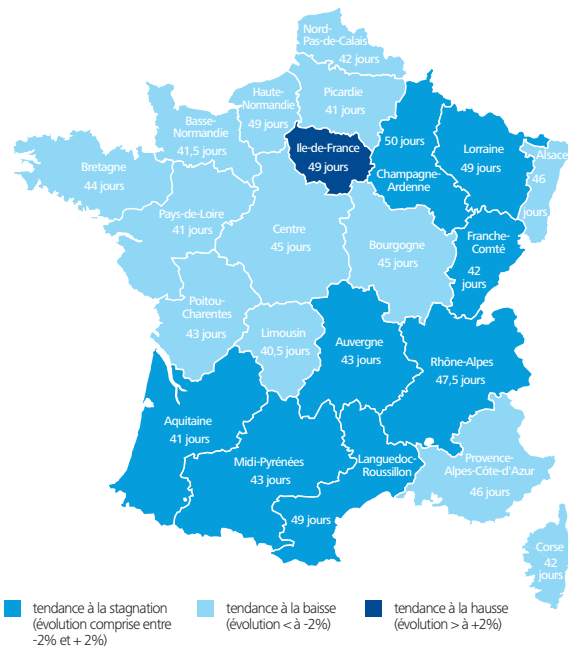 Nord-
Pas-de-Calais
42 jours
Haute-
Normandie
49 jours
Picardie
41 jours
Basse-
Normandie
41,5 jours
Ile-de-France
49 jours
50 jours
Champagne-
Ardenne
Lorraine
49 jours
Alsace
46
jours
Bretagne
44 jours
Pays-de-Loire
41 jours
Centre
45 jours
Bourgogne
45 jours
Franche-
Comté
42
jours
Poitou-
Charentes
43 jours
Limousin
40,5 jours
Auvergne
43 jours
Rhône-Alpes
47,5 jours
Aquitaine
41 jours
Midi-Pyrénées
43 jours
Languedoc-
Roussillon
49 jours
Provence-
Alpes-Côte-d'Azur
46 jours
Corse
42
jours
tendance à la stagnation
(évolution comprise entre
-2% et + 2%)
tendance à la baisse
(évolution < à -2%)
tendance à la hausse
(évolution > à +2%)